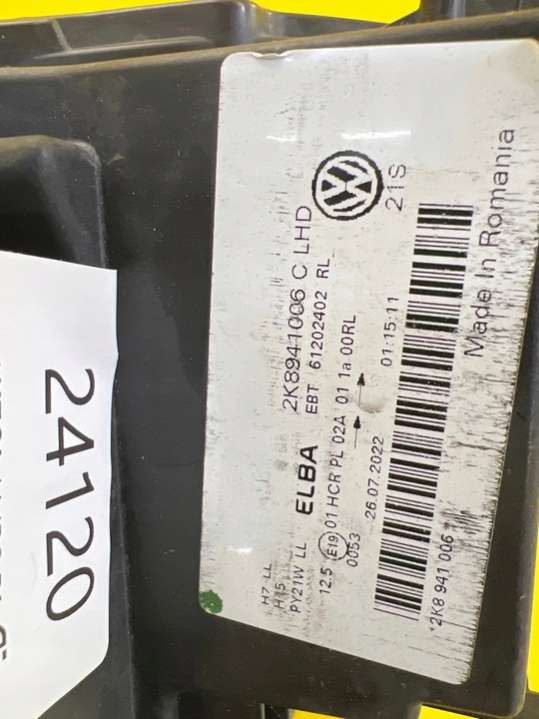 H7 LL
H15
PY21W LL
ELBA 2K8941006 C LHD
EBT 61202402 RL
12.5 E19 01 HCR PL 02A 01 1a 00RL
0053
26.07.2022 01:15:11
21S
*2K8 941 006
Made In Romania
24120